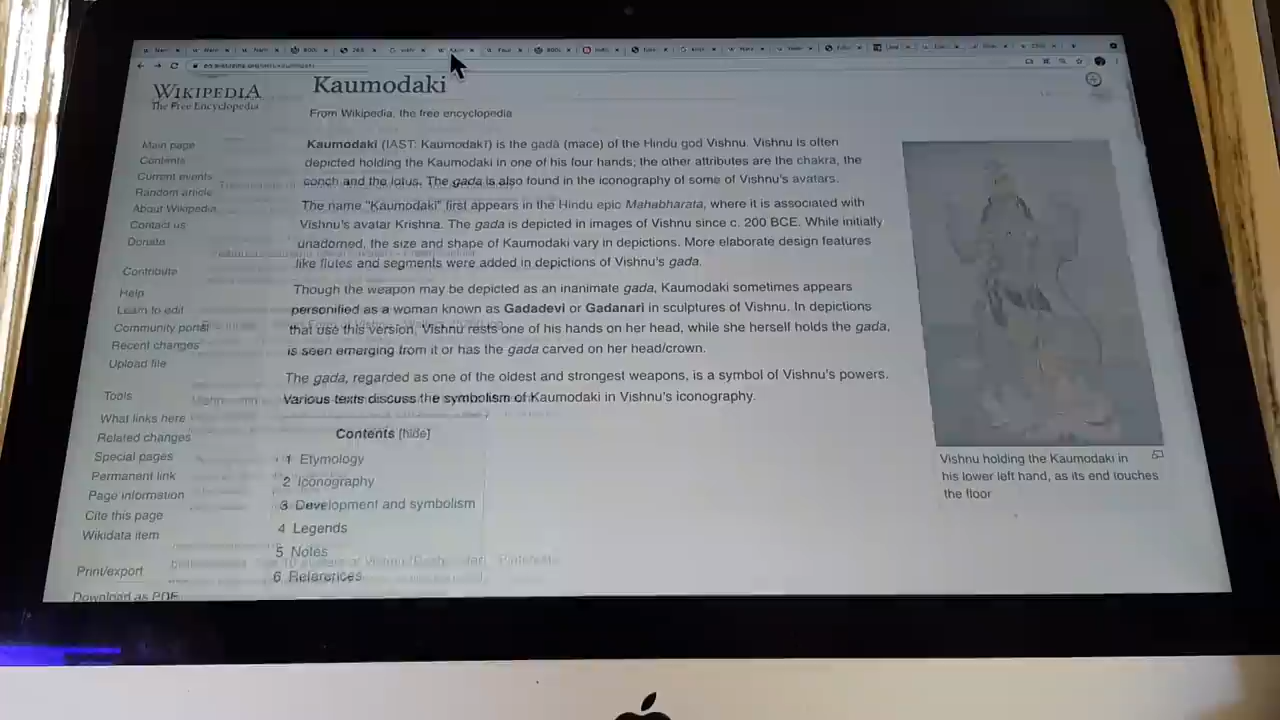 WIKIPEDIA
The Free Encyclopedia
Main page
Contents
Current events
Random article
About Wikipedia
Contact us
Donate
Contribute
Help
Learn to edit
Community portal
Recent changes
Upload file
Tools
What links here
Related changes
Special pages
Permanent link
Page information
Cite this page
Wikidata item
Print/export
Download as PDF
Kaumodaki
From Wikipedia, the free encyclopedia
Kaumodaki (IAST: Kaumodakī) is the gadā (mace) of the Hindu god Vishnu. Vishnu is often
depicted holding the Kaumodaki in one of his four hands; the other attributes are the chakra, the
conch and the lotus. The gada is also found in the iconography of some of Vishnu's avatars.
The name "Kaumodaki" first appears in the Hindu epic Mahabharata, where it is associated with
Vishnu's avatar Krishna. The gada is depicted in images of Vishnu since c. 200 BCE. While initially
unadorned, the size and shape of Kaumodaki vary in depictions. More elaborate design features
like flutes and segments were added in depictions of Vishnu's gada.
Though the weapon may be depicted as an inanimate gada, Kaumodaki sometimes appears
personified as a woman known as Gadadevi or Gadanari in sculptures of Vishnu. In depictions
that use this version, Vishnu rests one of his hands on her head, while she herself holds the gada,
is seen emerging from it or has the gada carved on her head/crown.
The gada, regarded as one of the oldest and strongest weapons, is a symbol of Vishnu's powers.
Various texts discuss the symbolism of Kaumodaki in Vishnu's iconography.
Contents [hide]
1 Etymology
2 Iconography
3 Development and symbolism
4 Legends
5 Notes
6 References
Vishnu holding the Kaumodaki in
his lower left hand, as its end touches
the floor